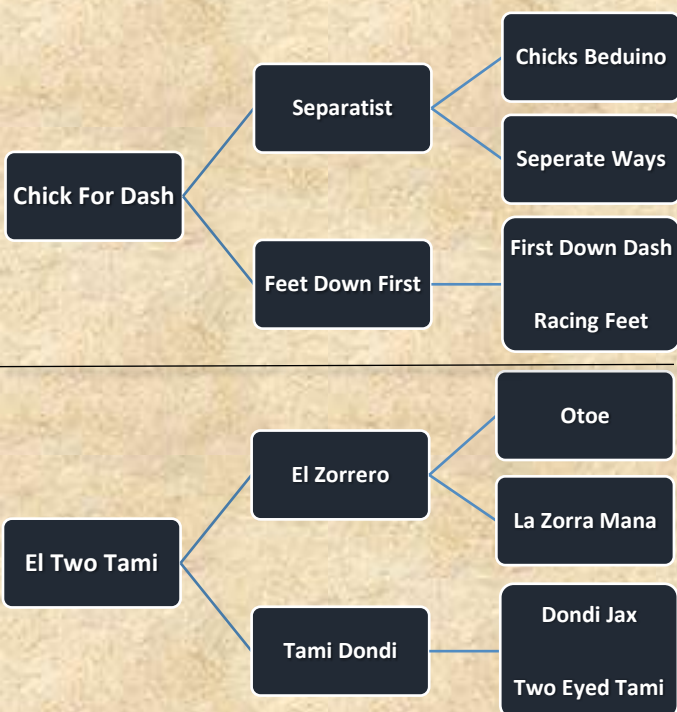 Chick For Dash
Separatist
Chicks Beduino
Seperate Ways
Feet Down First
First Down Dash
Racing Feet
El Two Tami
El Zorrero
Otoe
La Zorra Mana
Tami Dondi
Dondi Jax
Two Eyed Tami